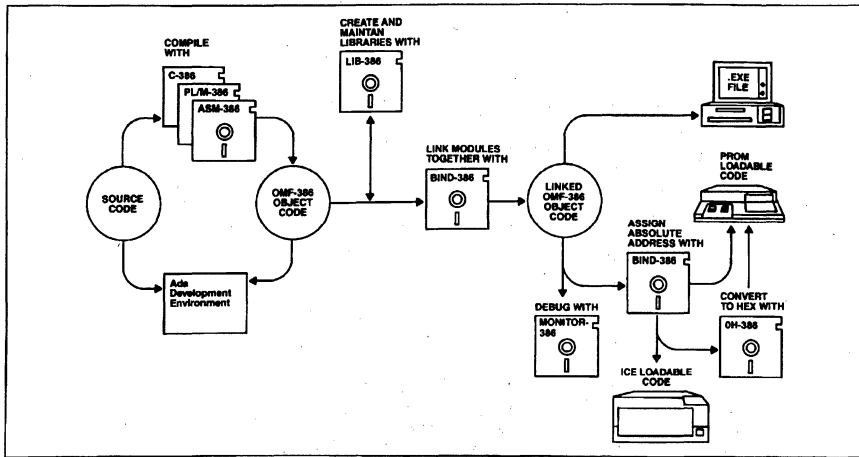 COMPILE
WITH
C-386
PL/M-386
ASM-386
CREATE AND
MAINTAN
LIBRARIES WITH
LIB-386
SOURCE
CODE
OMF-386
OBJECT
CODE
Ada
Development
Environment
LINK MODULES
TOGETHER WITH
BIND-386
LINKED
OMF-386
OBJECT
CODE
.EXE
FILE
PROM
LOADABLE
CODE
ASSIGN
ABSOLUTE
ADDRESS WITH
BIND-386
DEBUG WITH
MONITOR-
386
CONVERT
TO HEX WITH
0H-386
ICE LOADABLE
CODE